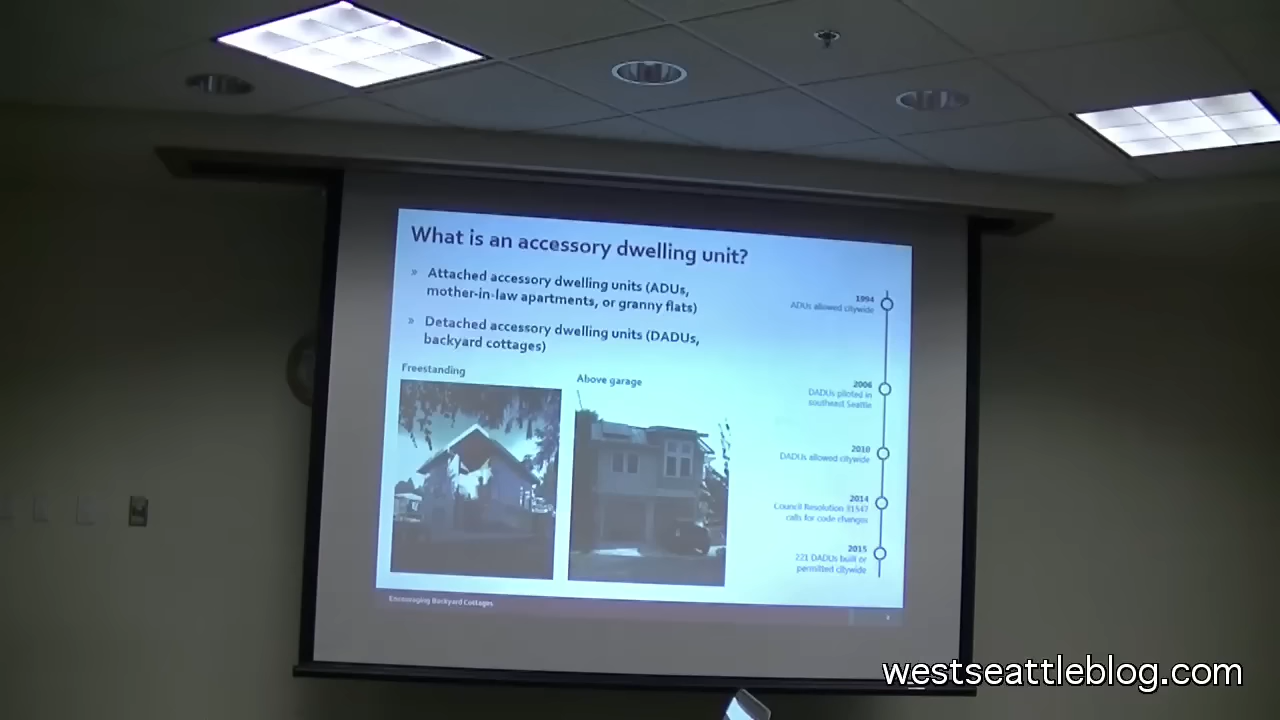 What is an accessory dwelling unit?
» Attached accessory dwelling units (ADUs,
mother-in-law apartments, or granny flats)
» Detached accessory dwelling units (DADUs,
backyard cottages)
Freestanding
Above garage
1994
ADUs allowed citywide
2006
DADUs piloted in
southeast Seattle
2010
DADUs allowed citywide
2014
Council Resolution 31547
calls for code changes
2015
221 DADUs built or
permitted citywide
Encouraging Backyard Cottages
westseattleblog.com